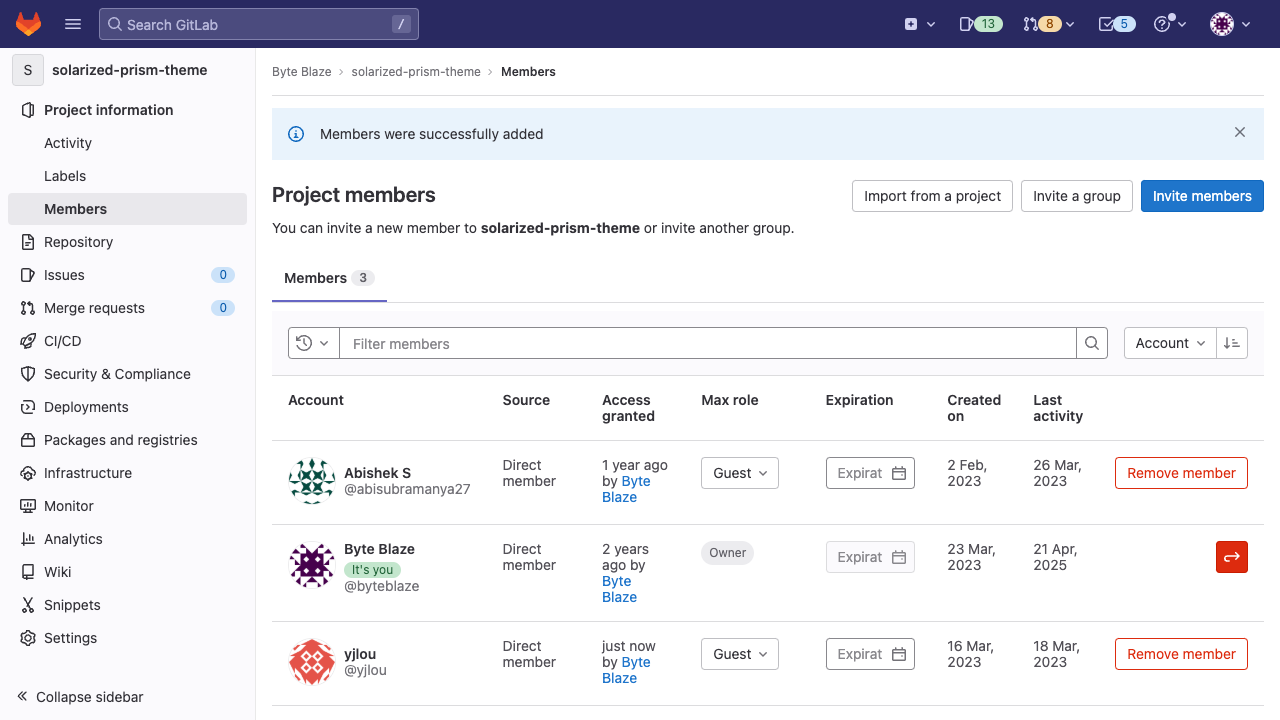 Search GitLab
/
13
8
5
S
solarized-prism-theme
Project information
Activity
Labels
Members
Repository
Issues
0
Merge requests
0
CI/CD
Security & Compliance
Deployments
Packages and registries
Infrastructure
Monitor
Analytics
Wiki
Snippets
Settings
Collapse sidebar
Byte Blaze
solarized-prism-theme
Members
Members were successfully added
Project members
Import from a project
Invite a group
Invite members
You can invite a new member to solarized-prism-theme or invite another group.
Members 3
Filter members
Account
Account
Source
Access
granted
Max role
Expiration
Created
on
Last
activity
Abishek S
@abisubramanya27
Direct
member
1 year ago
by Byte
Blaze
Guest
Expirat
2 Feb,
2023
26 Mar,
2023
Remove member
Byte Blaze
It's you
@byteblaze
Direct
member
2 years
ago by
Byte
Blaze
Owner
Expirat
23 Mar,
2023
21 Apr,
2025
yjlou
@yjlou
Direct
member
just now
by Byte
Blaze
Guest
Expirat
16 Mar,
2023
18 Mar,
2023
Remove member